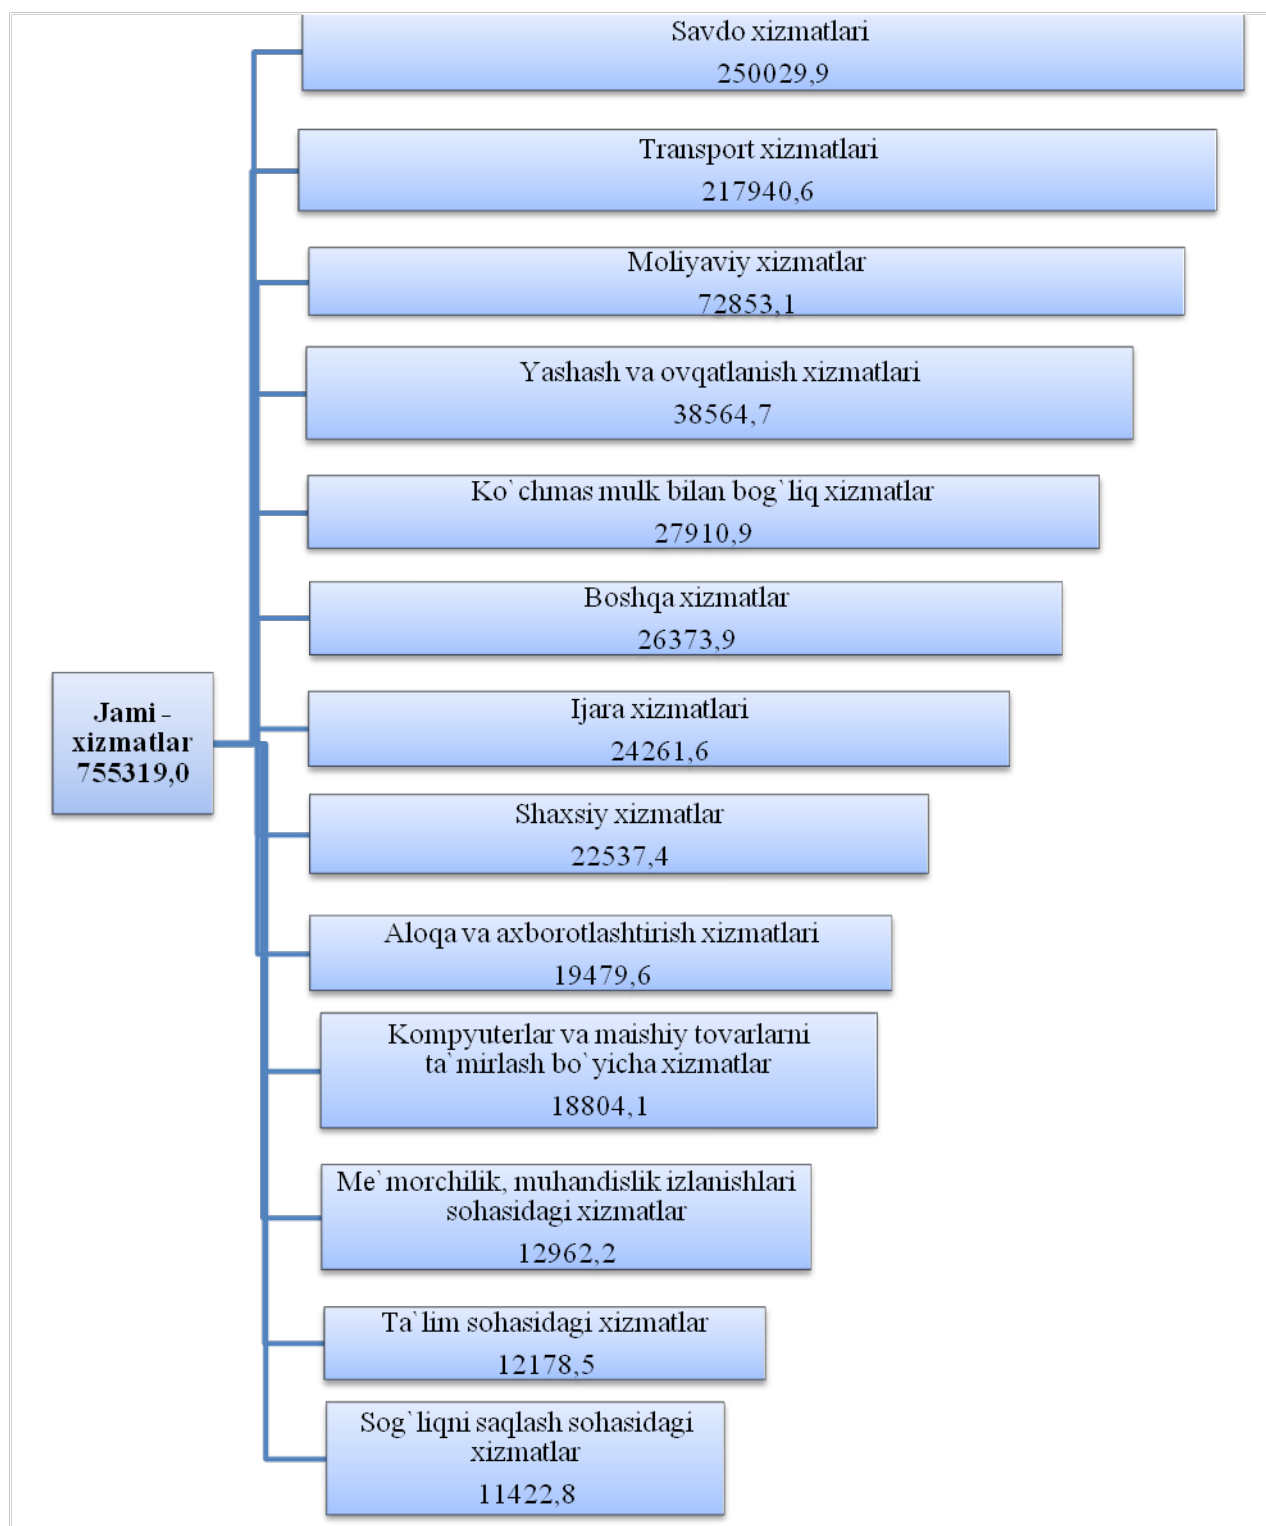 Savdo xizmatlari
250029,9
Transport xizmatlari
217940,6
Moliyaviy xizmatlar
72853,1
Yashash va ovqatlanish xizmatlari
38564,7
Ko`chmas mulk bilan bog`liq xizmatlar
27910,9
Boshqa xizmatlar
26373,9
Jami -
xizmatlar
755319,0
Ijara xizmatlari
24261,6
Shaxsiy xizmatlar
22537,4
Aloqa va axborotlashtirish xizmatlari
19479,6
Kompyuterlar va maishiy tovarlarni
ta`mirlash bo`yicha xizmatlar
18804,1
Me`morchilik, muhandislik izlanishlari
sohasidagi xizmatlar
12962,2
Ta`lim sohasidagi xizmatlar
12178,5
Sog`liqni saqlash sohasidagi
xizmatlar
11422,8